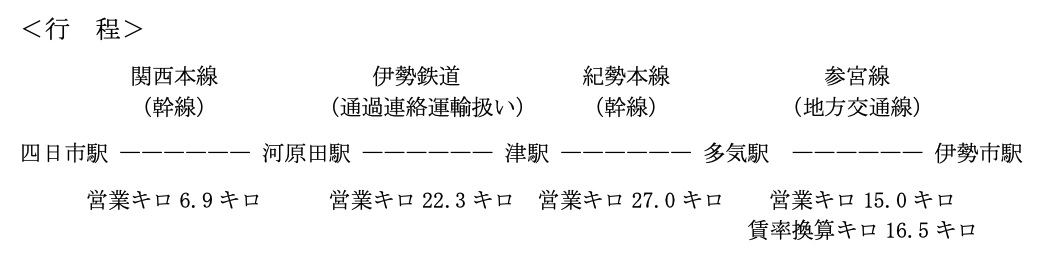 ＜行　程＞
関西本線　伊勢鉄道　紀勢本線　参宮線
（幹線）　（通過連絡運輸扱い）　（幹線）　（地方交通線）
四日市駅 ―――――― 河原田駅 ―――――― 津駅 ―――――― 多気駅 ―――――― 伊勢市駅
営業キロ 6.9 キロ　営業キロ 22.3 キロ　営業キロ 27.0 キロ　営業キロ 15.0 キロ
賃率換算キロ 16.5 キロ